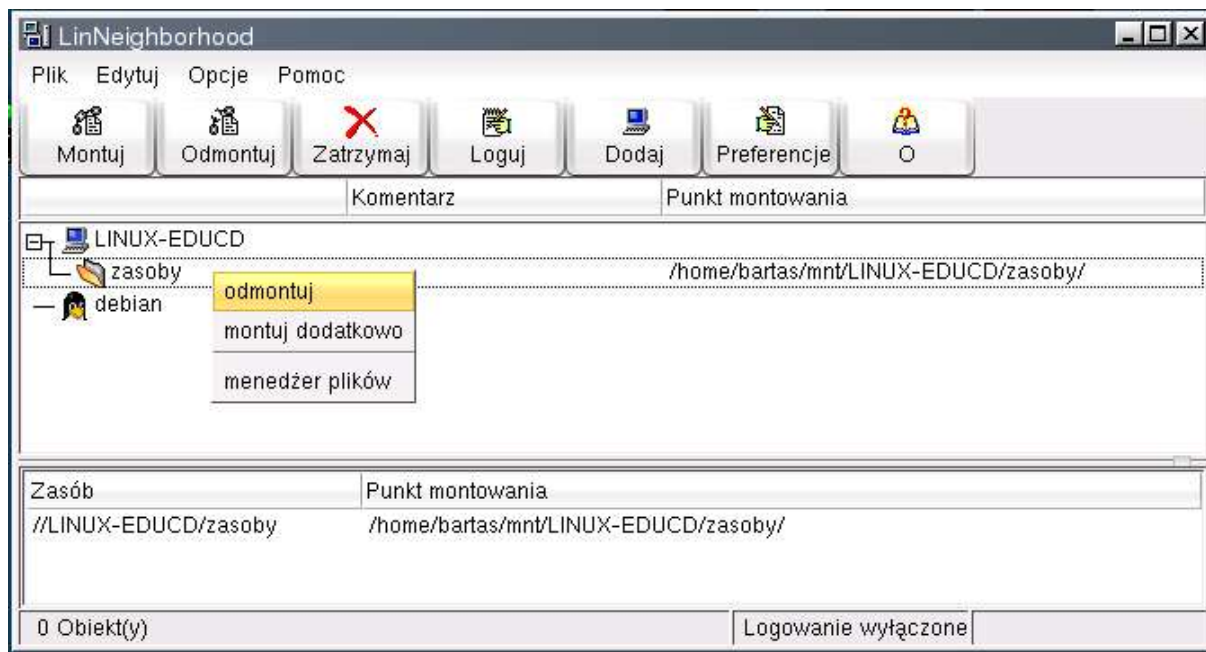 LinNeighborhood
Plik Edytuj Opcje Pomoc
Montuj Odmontuj Zatrzymaj Loguj Dodaj Preferencje O
Komentarz Punkt montowania
LINUX-EDUCD
zasoby /home/bartas/mnt/LINUX-EDUCD/zasoby/
debian
odmontuj
montuj dodatkowo
menedżer plików
Zasób Punkt montowania
//LINUX-EDUCD/zasoby /home/bartas/mnt/LINUX-EDUCD/zasoby/
0 Obiekt(y) Logowanie wyłączone